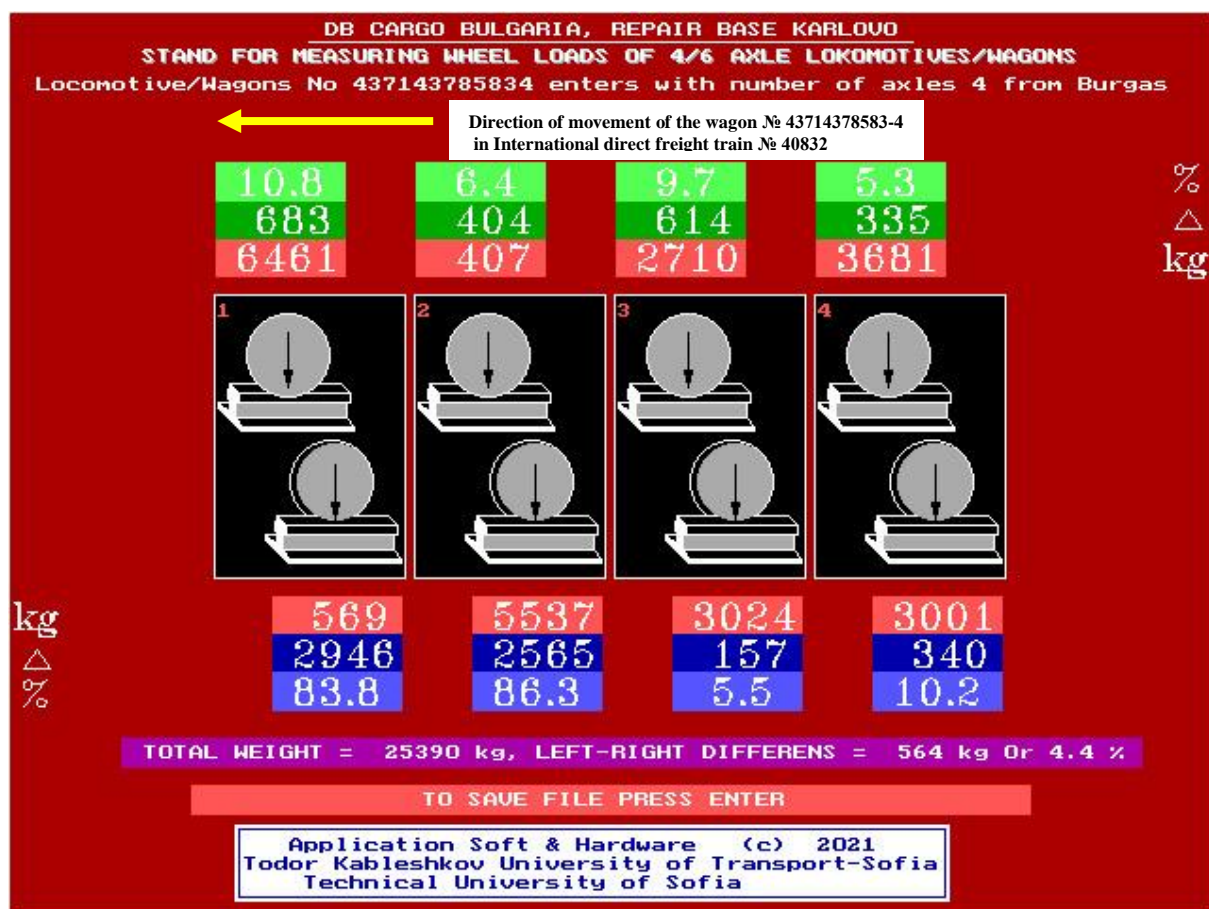 DB CARGO BULGARIA, REPAIR BASE KARLOVO
STAND FOR MEASURING WHEEL LOADS OF 4/6 AXLE LOKOMOTIVES/WAGONS
Locomotive/Wagons No 437143785834 enters with number of axles 4 from Burgas
Direction of movement of the wagon № 43714378583-4
in International direct freight train № 40832
10.8 6.4 9.7 5.3 %
683 404 614 335 △
6461 407 2710 3681 kg
1 2 3 4
kg 569 5537 3024 3001
△ 2946 2565 157 340
% 83.8 86.3 5.5 10.2
TOTAL WEIGHT = 25390 kg, LEFT-RIGHT DIFFERENS = 564 kg Or 4.4 %
TO SAVE FILE PRESS ENTER
Application Soft & Hardware (c) 2021
Todor Kableshkov University of Transport-Sofia
Technical University of Sofia